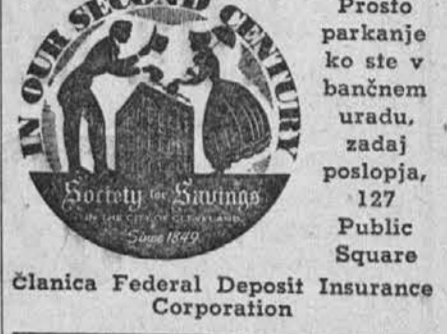 IN OUR SECOND CENTURY
Society for Savings
IN THE CITY OF CLEVELAND
Since 1849
Prosto
parkanje
ko ste v
bančnem
uradu,
zadaj
poslopja,
127
Public
Square
Članica Federal Deposit Insurance
Corporation